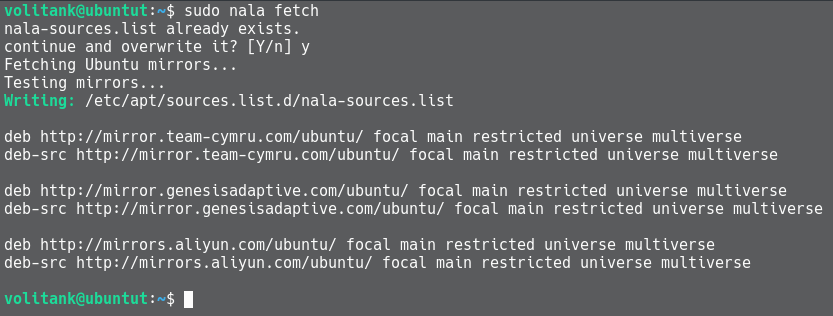 volitank@ubuntut:~$ sudo nala fetch
nala-sources.list already exists.
continue and overwrite it? [Y/n] y
Fetching Ubuntu mirrors...
Testing mirrors...
Writing: /etc/apt/sources.list.d/nala-sources.list
deb http://mirror.team-cymru.com/ubuntu/ focal main restricted universe multiverse
deb-src http://mirror.team-cymru.com/ubuntu/ focal main restricted universe multiverse
deb http://mirror.genesisadaptive.com/ubuntu/ focal main restricted universe multiverse
deb-src http://mirror.genesisadaptive.com/ubuntu/ focal main restricted universe multiverse
deb http://mirrors.aliyun.com/ubuntu/ focal main restricted universe multiverse
deb-src http://mirrors.aliyun.com/ubuntu/ focal main restricted universe multiverse
volitank@ubuntut:~$